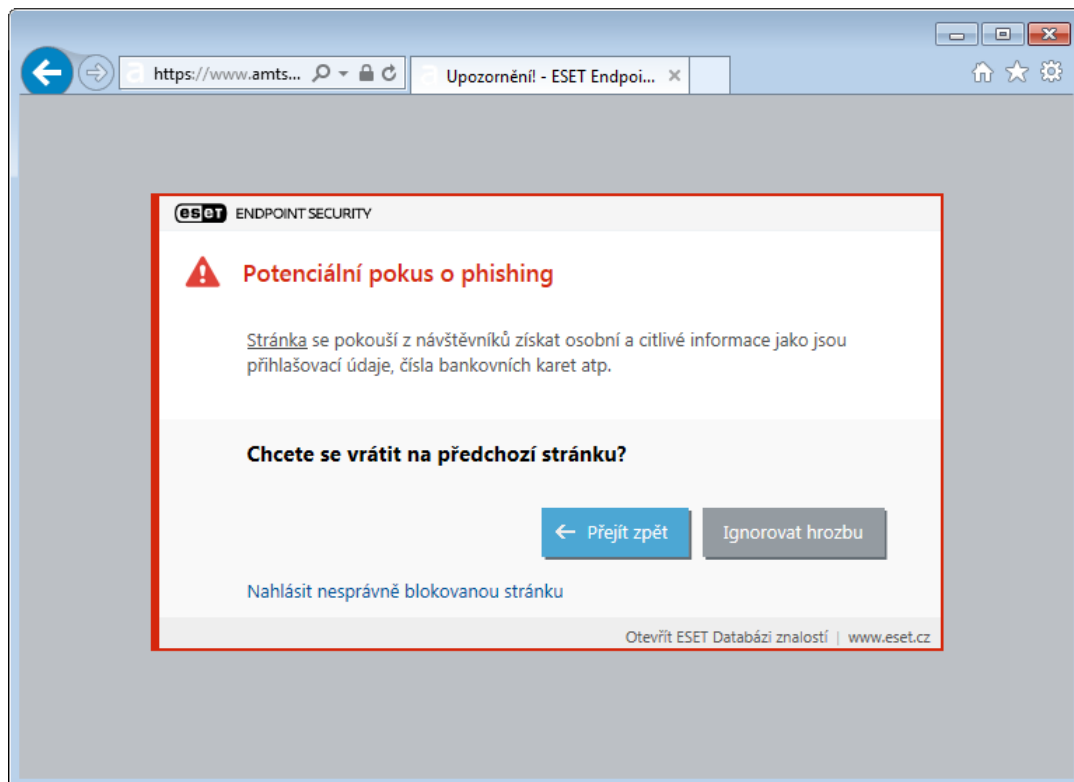 https://www.amts...
Upozornění! - ESET Endpoi...
eset ENDPOINT SECURITY
Potenciální pokus o phishing
Stránka se pokouší z návštěvníků získat osobní a citlivé informace jako jsou
přihlašovací údaje, čísla bankovních karet atp.
Chcete se vrátit na předchozí stránku?
Přejít zpět
Ignorovat hrozbu
Nahlásit nesprávně blokovanou stránku
Otevřít ESET Databázi znalostí | www.eset.cz